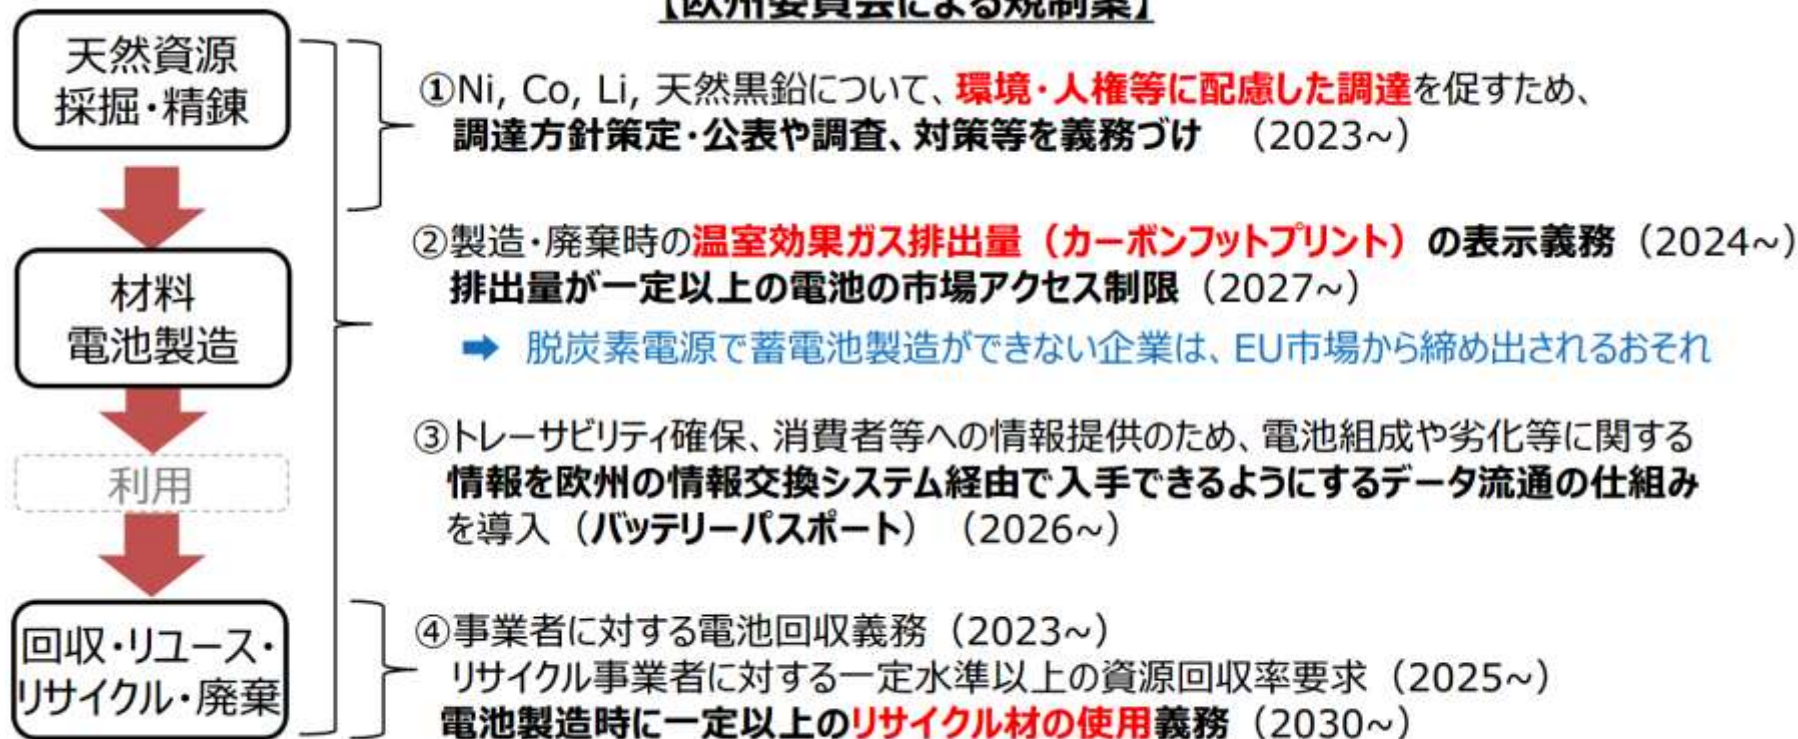 【欧州委員会による規制案】
天然資源
採掘・精錬
①Ni, Co, Li, 天然黒鉛について、環境・人権等に配慮した調達を促すため、
調達方針策定・公表や調査、対策等を義務づけ （2023~）
材料
電池製造
②製造・廃棄時の温室効果ガス排出量（カーボンフットプリント）の表示義務（2024~）
排出量が一定以上の電池の市場アクセス制限（2027~）
➡ 脱炭素電源で蓄電池製造ができない企業は、EU市場から締め出されるおそれ
利用
③トレーサビリティ確保、消費者等への情報提供のため、電池組成や劣化等に関する
情報を欧州の情報交換システム経由で入手できるようにするデータ流通の仕組み
を導入（バッテリーパスポート）（2026~）
回収・リユース・
リサイクル・廃棄
④事業者に対する電池回収義務（2023~）
リサイクル事業者に対する一定水準以上の資源回収率要求（2025~）
電池製造時に一定以上のリサイクル材の使用義務（2030~）